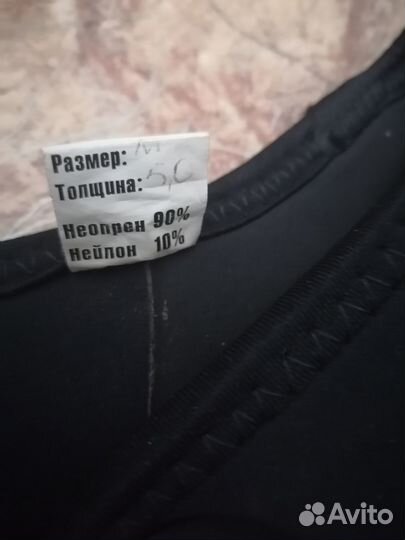 Размер: М
Толщина: 5,0
Неопрен 90%
Нейлон 10%
Avito